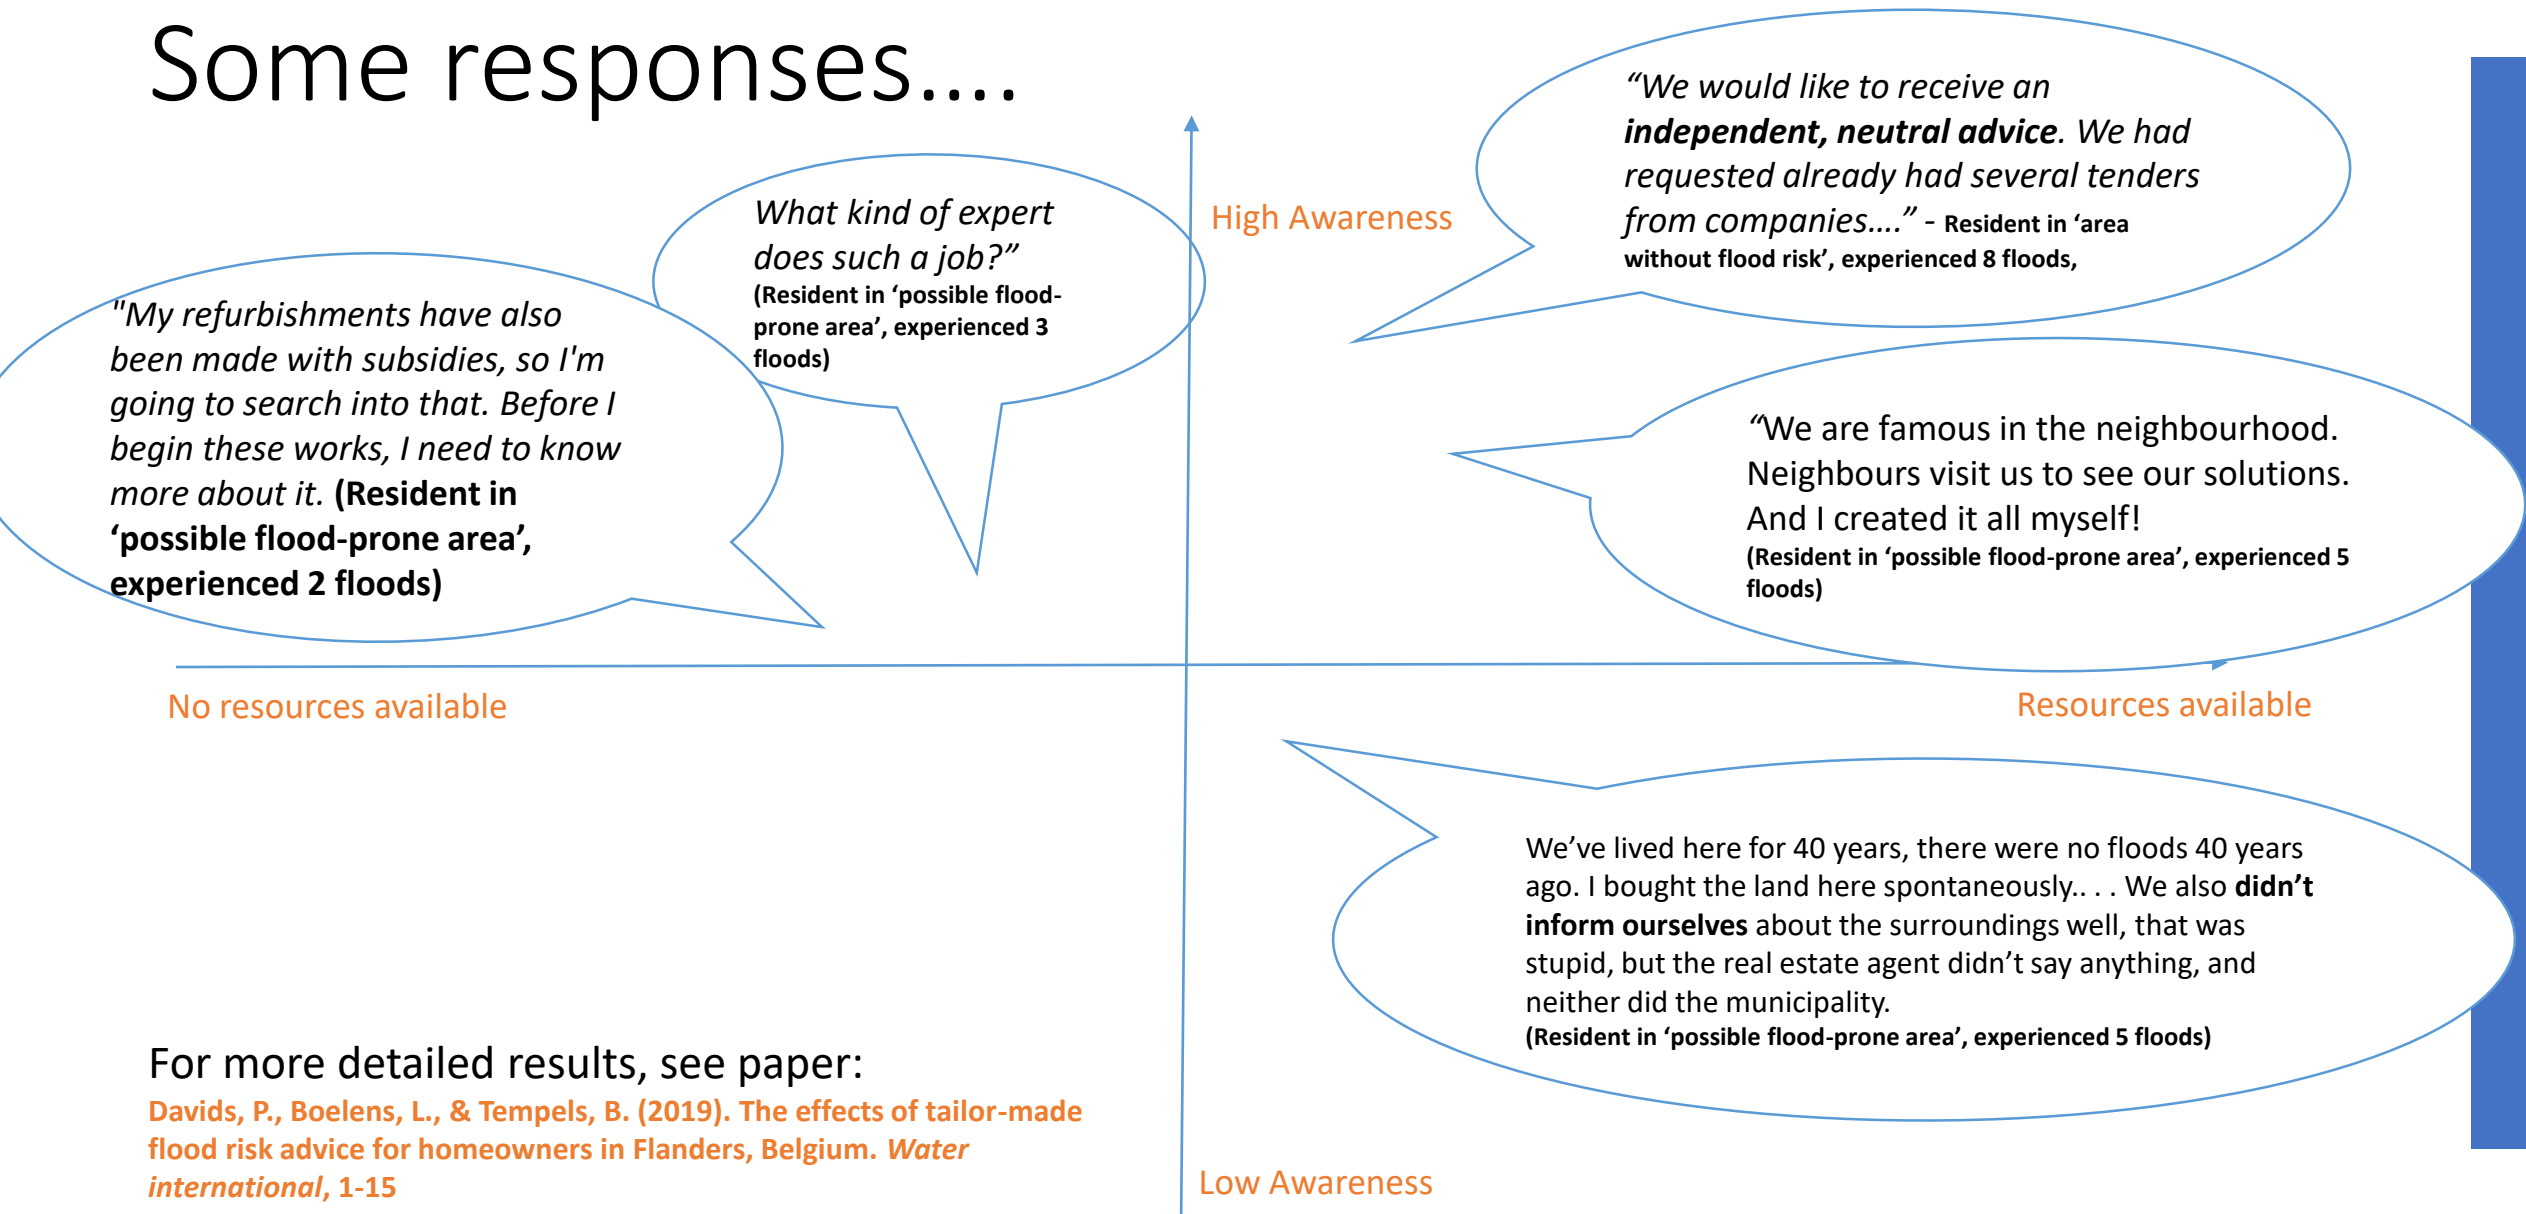 Some responses....
“We would like to receive an
independent, neutral advice. We had
requested already had several tenders
from companies....” - Resident in ‘area
without flood risk’, experienced 8 floods,
What kind of expert
does such a job?”
(Resident in ‘possible flood-
prone area’, experienced 3
floods)
High Awareness
"My refurbishments have also
been made with subsidies, so I'm
going to search into that. Before I
begin these works, I need to know
more about it. (Resident in
‘possible flood-prone area’,
experienced 2 floods)
“We are famous in the neighbourhood.
Neighbours visit us to see our solutions.
And I created it all myself!
(Resident in ‘possible flood-prone area’, experienced 5
floods)
No resources available
Resources available
We’ve lived here for 40 years, there were no floods 40 years
ago. I bought the land here spontaneously.. . . We also didn’t
inform ourselves about the surroundings well, that was
stupid, but the real estate agent didn’t say anything, and
neither did the municipality.
(Resident in ‘possible flood-prone area’, experienced 5 floods)
For more detailed results, see paper:
Davids, P., Boelens, L., & Tempels, B. (2019). The effects of tailor-made
flood risk advice for homeowners in Flanders, Belgium. Water
international, 1-15
Low Awareness